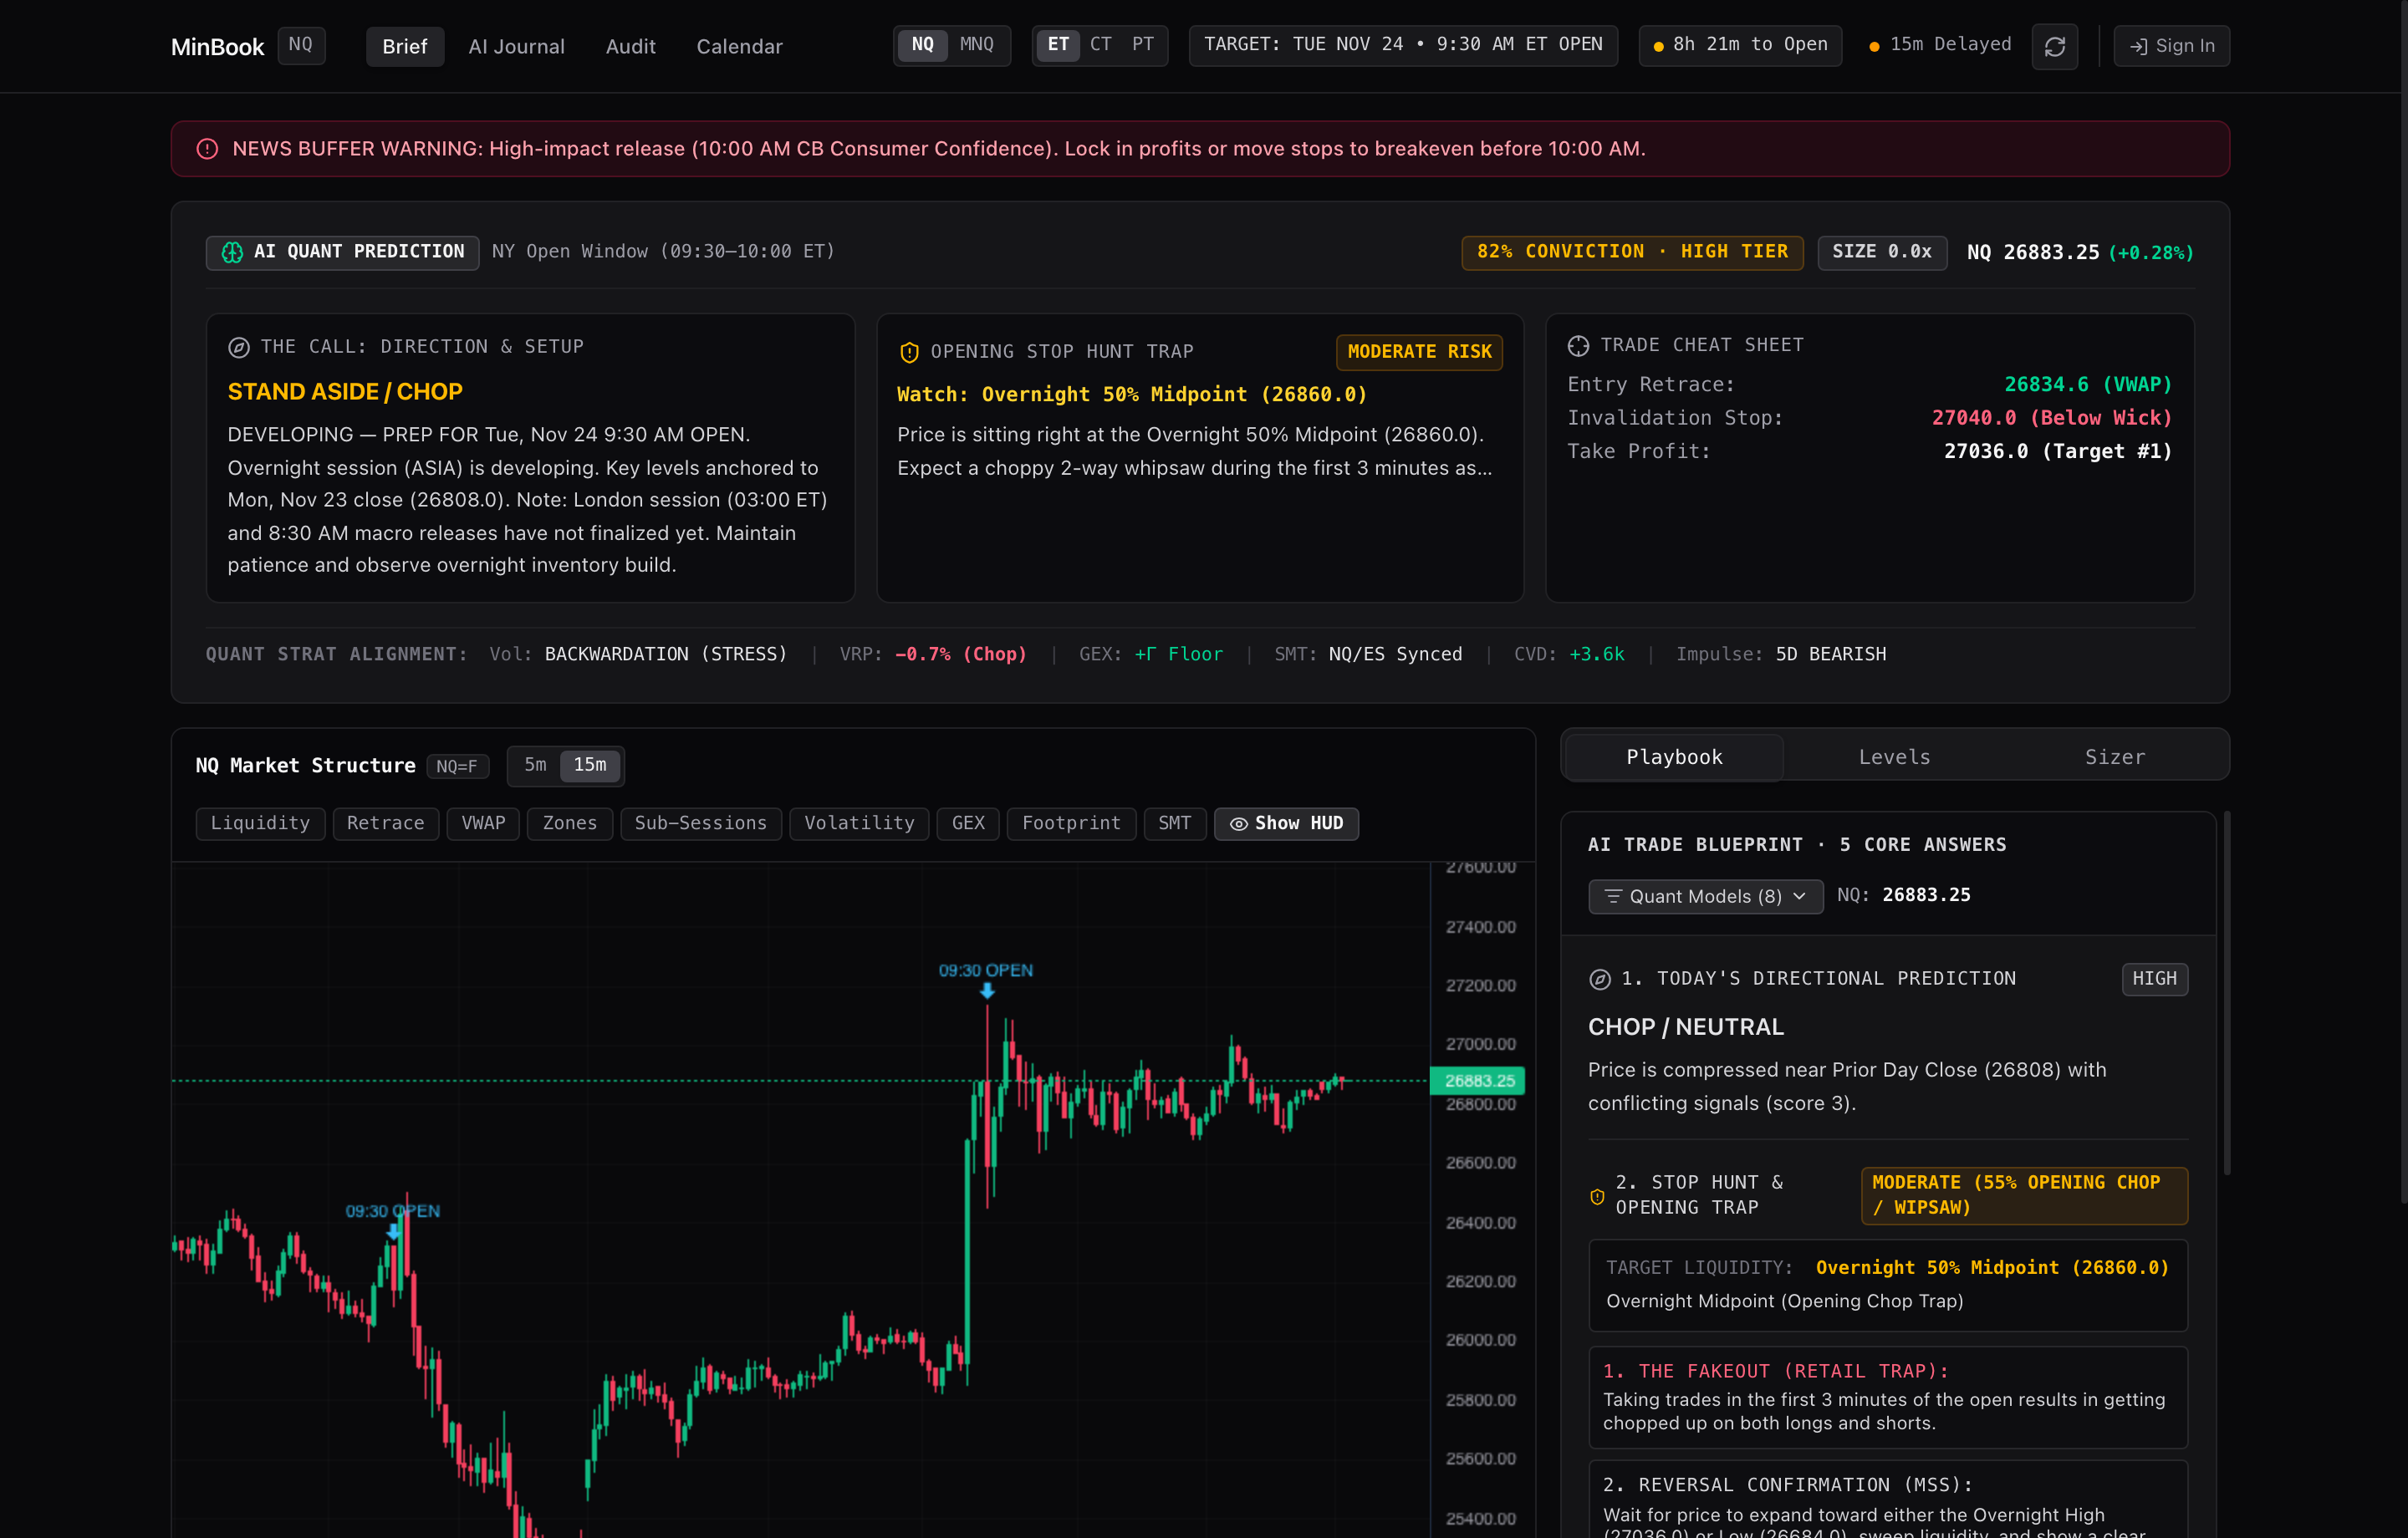 MinBook NQ Brief AI Journal Audit Calendar NQ MNQ ET CT PT TARGET: TUE NOV 24 • 9:30 AM ET OPEN 8h 21m to Open 15m Delayed Sign In
NEWS BUFFER WARNING: High-impact release (10:00 AM CB Consumer Confidence). Lock in profits or move stops to breakeven before 10:00 AM.
AI QUANT PREDICTION NY Open Window (09:30–10:00 ET) 82% CONVICTION · HIGH TIER SIZE 0.0x NQ 26883.25 (+0.28%)
THE CALL: DIRECTION & SETUP
STAND ASIDE / CHOP
DEVELOPING — PREP FOR Tue, Nov 24 9:30 AM OPEN.
Overnight session (ASIA) is developing. Key levels anchored to
Mon, Nov 23 close (26808.0). Note: London session (03:00 ET)
and 8:30 AM macro releases have not finalized yet. Maintain
patience and observe overnight inventory build.
OPENING STOP HUNT TRAP MODERATE RISK
Watch: Overnight 50% Midpoint (26860.0)
Price is sitting right at the Overnight 50% Midpoint (26860.0).
Expect a choppy 2-way whipsaw during the first 3 minutes as...
TRADE CHEAT SHEET
Entry Retrace: 26834.6 (VWAP)
Invalidation Stop: 27040.0 (Below Wick)
Take Profit: 27036.0 (Target #1)
QUANT STRAT ALIGNMENT: Vol: BACKWARDATION (STRESS) | VRP: −0.7% (Chop) | GEX: +Γ Floor | SMT: NQ/ES Synced | CVD: +3.6k | Impulse: 5D BEARISH
NQ Market Structure NQ=F 5m 15m
Liquidity Retrace VWAP Zones Sub-Sessions Volatility GEX Footprint SMT Show HUD
09:30 OPEN
09:30 OPEN
27600.00
27400.00
27200.00
27000.00
26883.25
26800.00
26600.00
26400.00
26200.00
26000.00
25800.00
25600.00
25400.00
Playbook Levels Sizer
AI TRADE BLUEPRINT · 5 CORE ANSWERS
Quant Models (8) NQ: 26883.25
1. TODAY'S DIRECTIONAL PREDICTION HIGH
CHOP / NEUTRAL
Price is compressed near Prior Day Close (26808) with
conflicting signals (score 3).
2. STOP HUNT &
OPENING TRAP
MODERATE (55% OPENING CHOP
/ WIPSAW)
TARGET LIQUIDITY: Overnight 50% Midpoint (26860.0)
Overnight Midpoint (Opening Chop Trap)
1. THE FAKEOUT (RETAIL TRAP):
Taking trades in the first 3 minutes of the open results in getting
chopped up on both longs and shorts.
2. REVERSAL CONFIRMATION (MSS):
Wait for price to expand toward either the Overnight High
(27036.0) or Low (26684.0), sweep liquidity, and show a clear